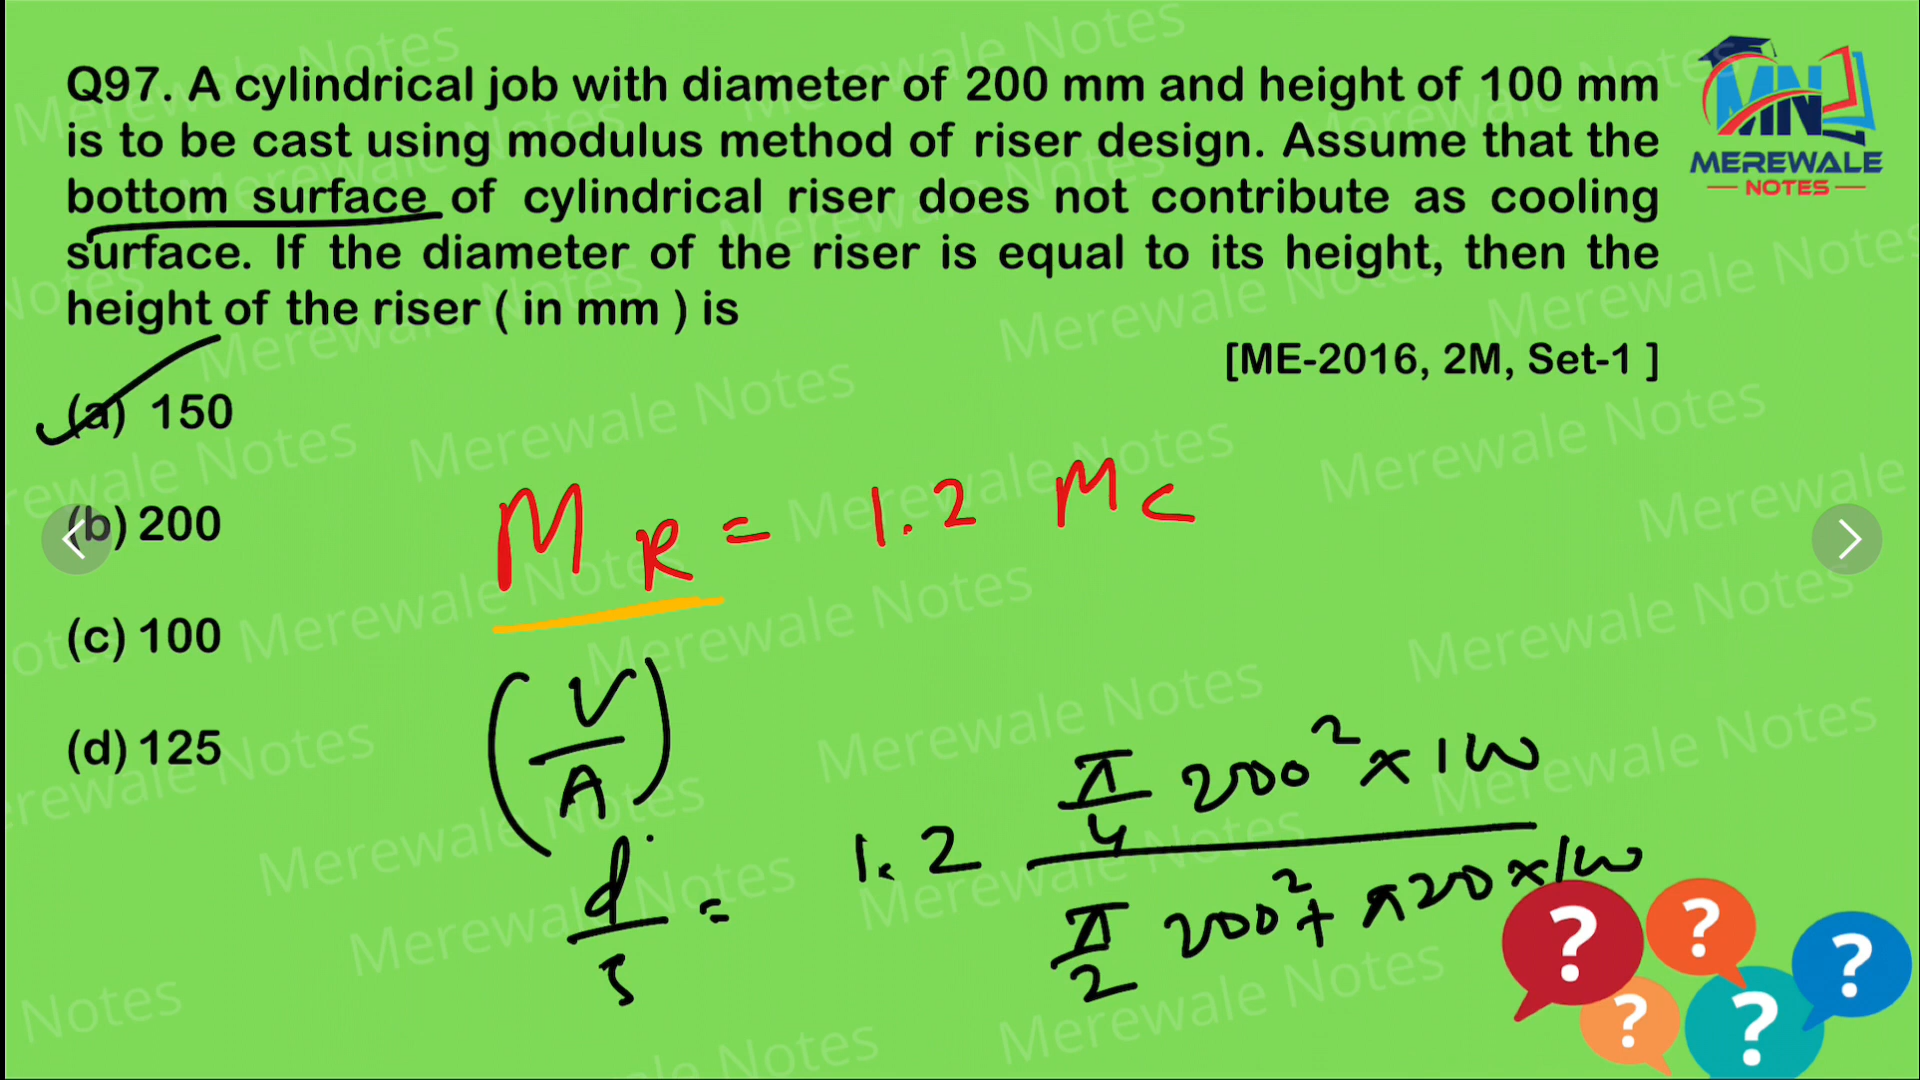 Q97. A cylindrical job with diameter of 200 mm and height of 100 mm
is to be cast using modulus method of riser design. Assume that the
bottom surface of cylindrical riser does not contribute as cooling
surface. If the diameter of the riser is equal to its height, then the
height of the riser ( in mm ) is
[ME-2016, 2M, Set-1 ]
(a) 150
(b) 200
(c) 100
(d) 125
M R = 1.2 M C
(V/A)
d/5 = 1.2 π/4 200² × 100
π/2 200² + π 200 × 100
MN
MEREWALE
NOTES
? ? ? ? ?
Merewale Notes